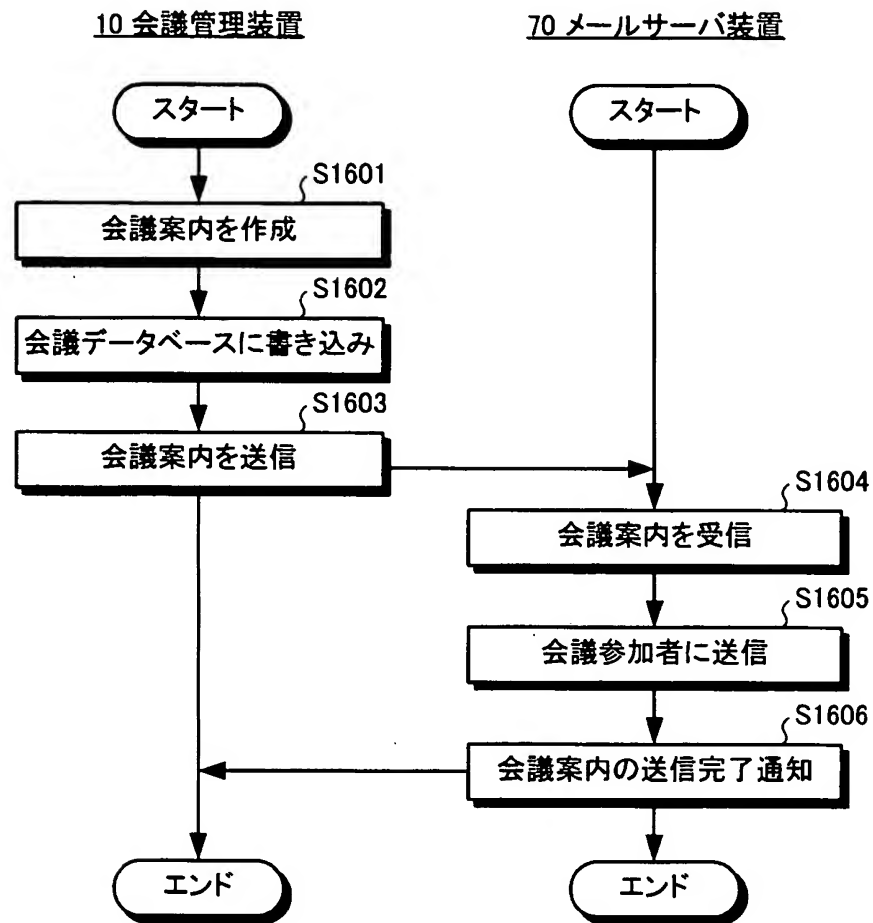 10 会議管理装置
スタート
S1601
会議案内を作成
S1602
会議データベースに書き込み
S1603
会議案内を送信
エンド
70 メールサーバ装置
スタート
S1604
会議案内を受信
S1605
会議参加者に送信
S1606
会議案内の送信完了通知
エンド